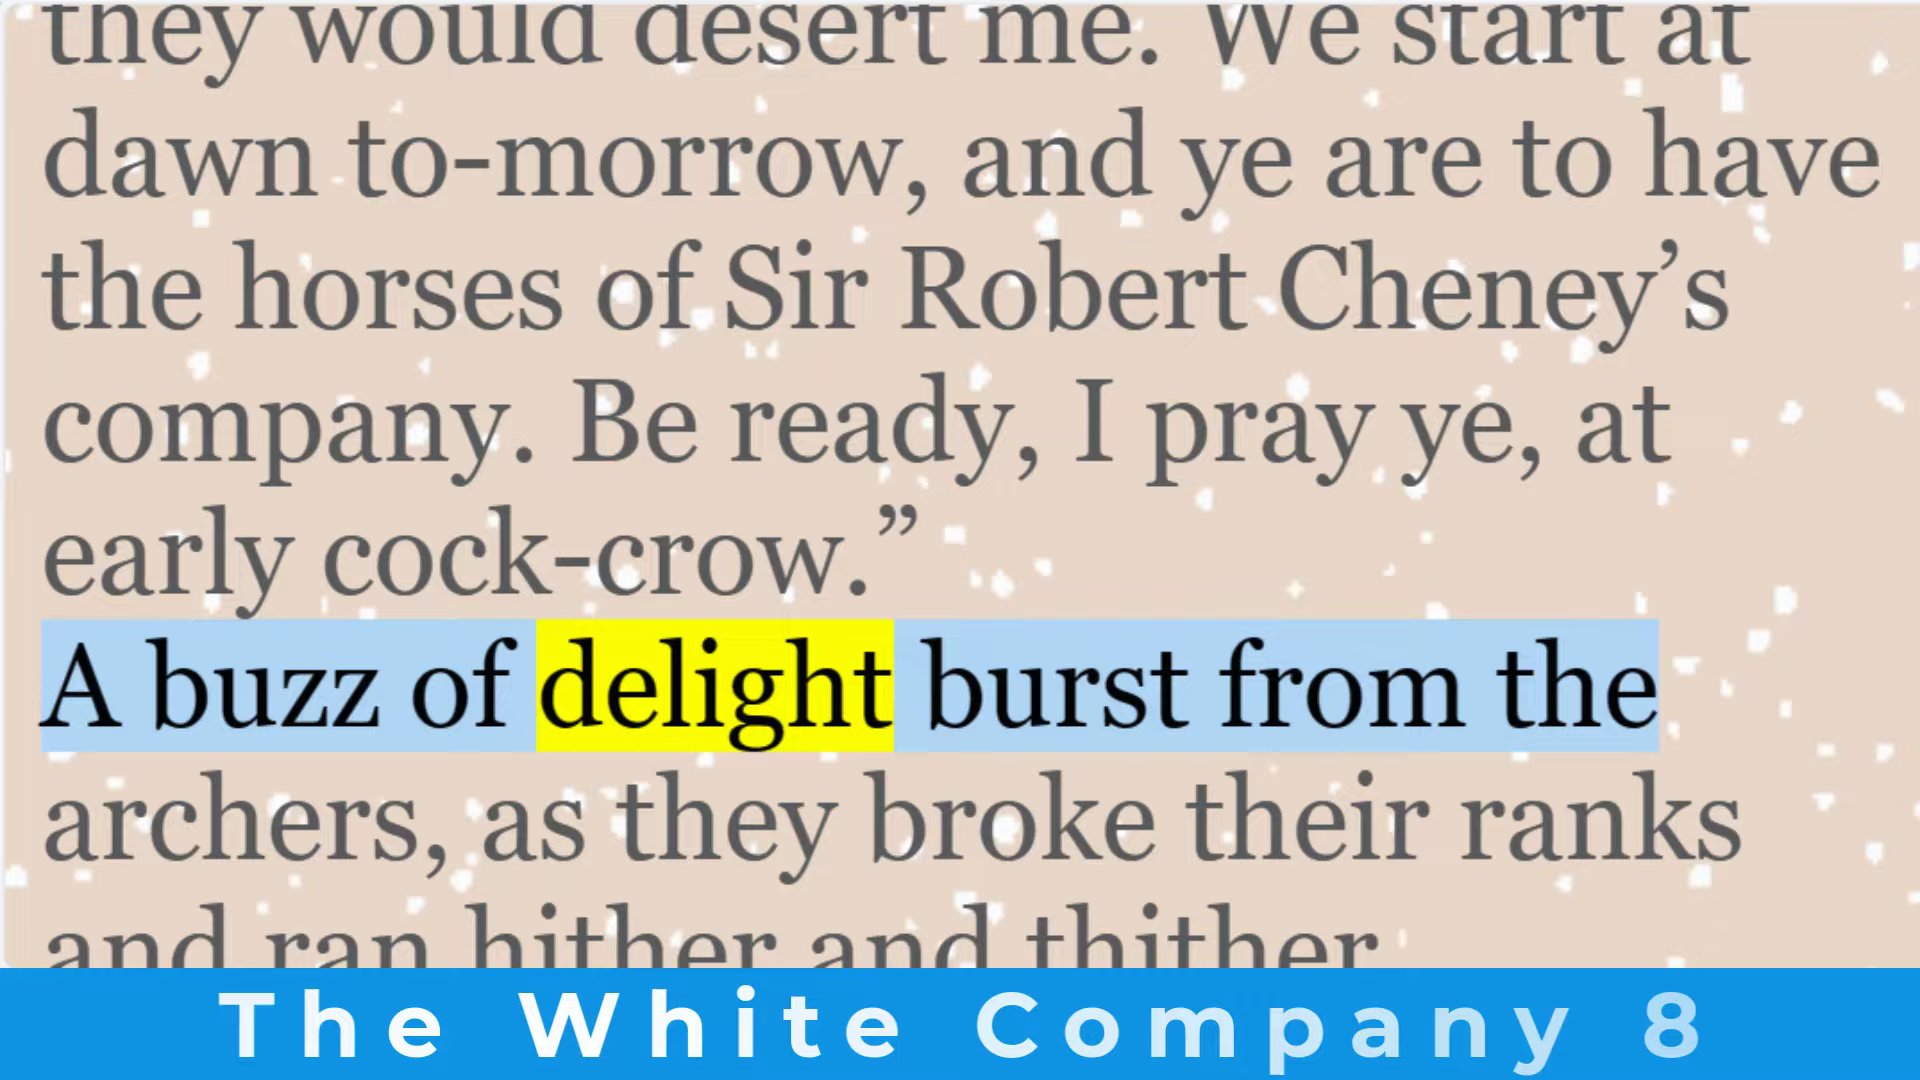 they would desert me. We start at
dawn to-morrow, and ye are to have
the horses of Sir Robert Cheney’s
company. Be ready, I pray ye, at
early cock-crow.”
A buzz of delight burst from the
archers, as they broke their ranks
and ran hither and thither
The White Company 8